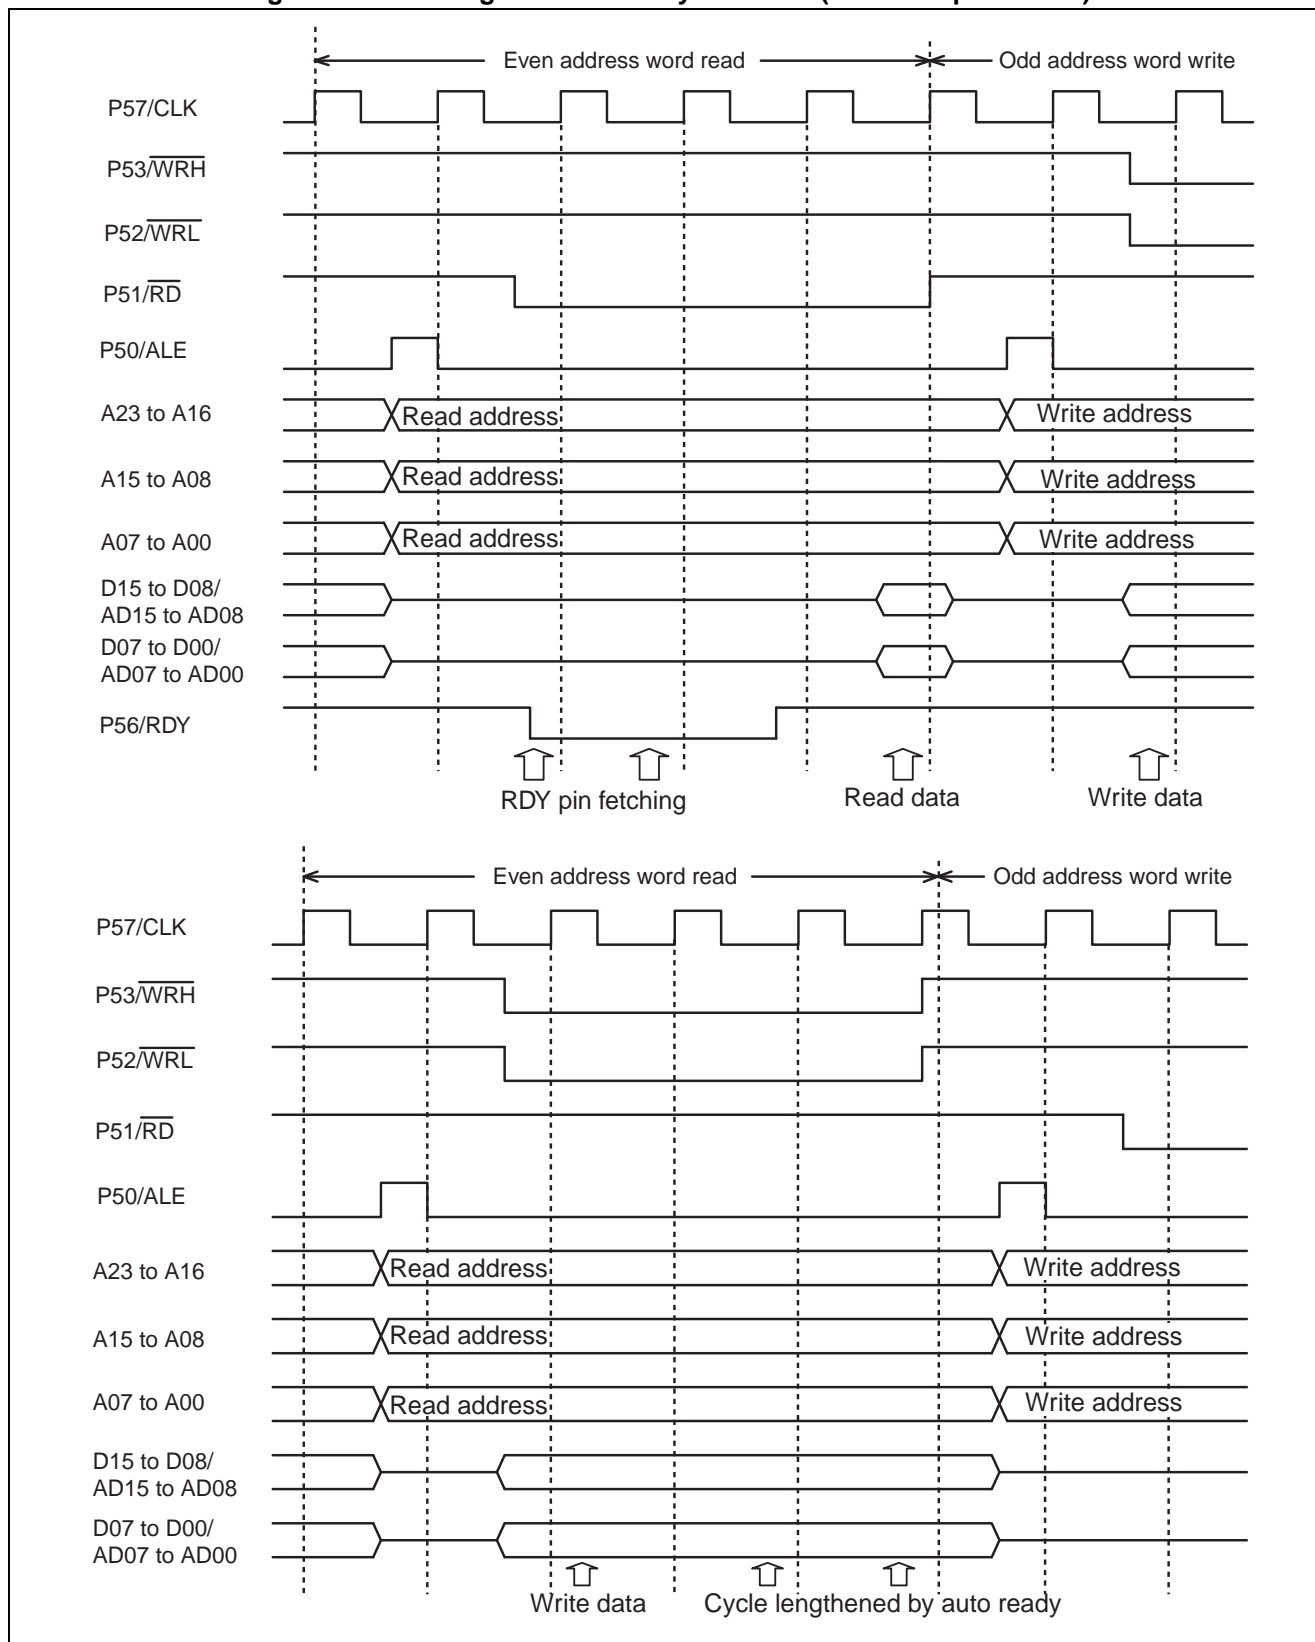 Even address word read Odd address word write
P57/CLK
P53/WRH
P52/WRL
P51/RD
P50/ALE
A23 to A16 Read address Write address
A15 to A08 Read address Write address
A07 to A00 Read address Write address
D15 to D08/
AD15 to AD08
D07 to D00/
AD07 to AD00
P56/RDY
RDY pin fetching Read data Write data
Even address word read Odd address word write
P57/CLK
P53/WRH
P52/WRL
P51/RD
P50/ALE
A23 to A16 Read address Write address
A15 to A08 Read address Write address
A07 to A00 Read address Write address
D15 to D08/
AD15 to AD08
D07 to D00/
AD07 to AD00
Write data Cycle lengthened by auto ready